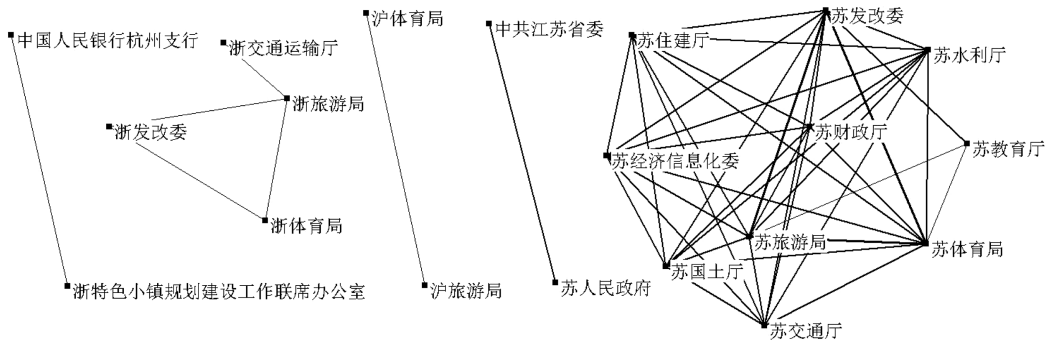 中国人民银行杭州支行
浙交通运输厅
浙旅游局
浙发改委
浙体育局
浙特色小镇规划建设工作联席办公室
沪体育局
沪旅游局
中共江苏省委
苏人民政府
苏发改委
苏住建厅
苏水利厅
苏财政厅
苏教育厅
苏经济信息化委
苏旅游局
苏体育局
苏国土厅
苏交通厅